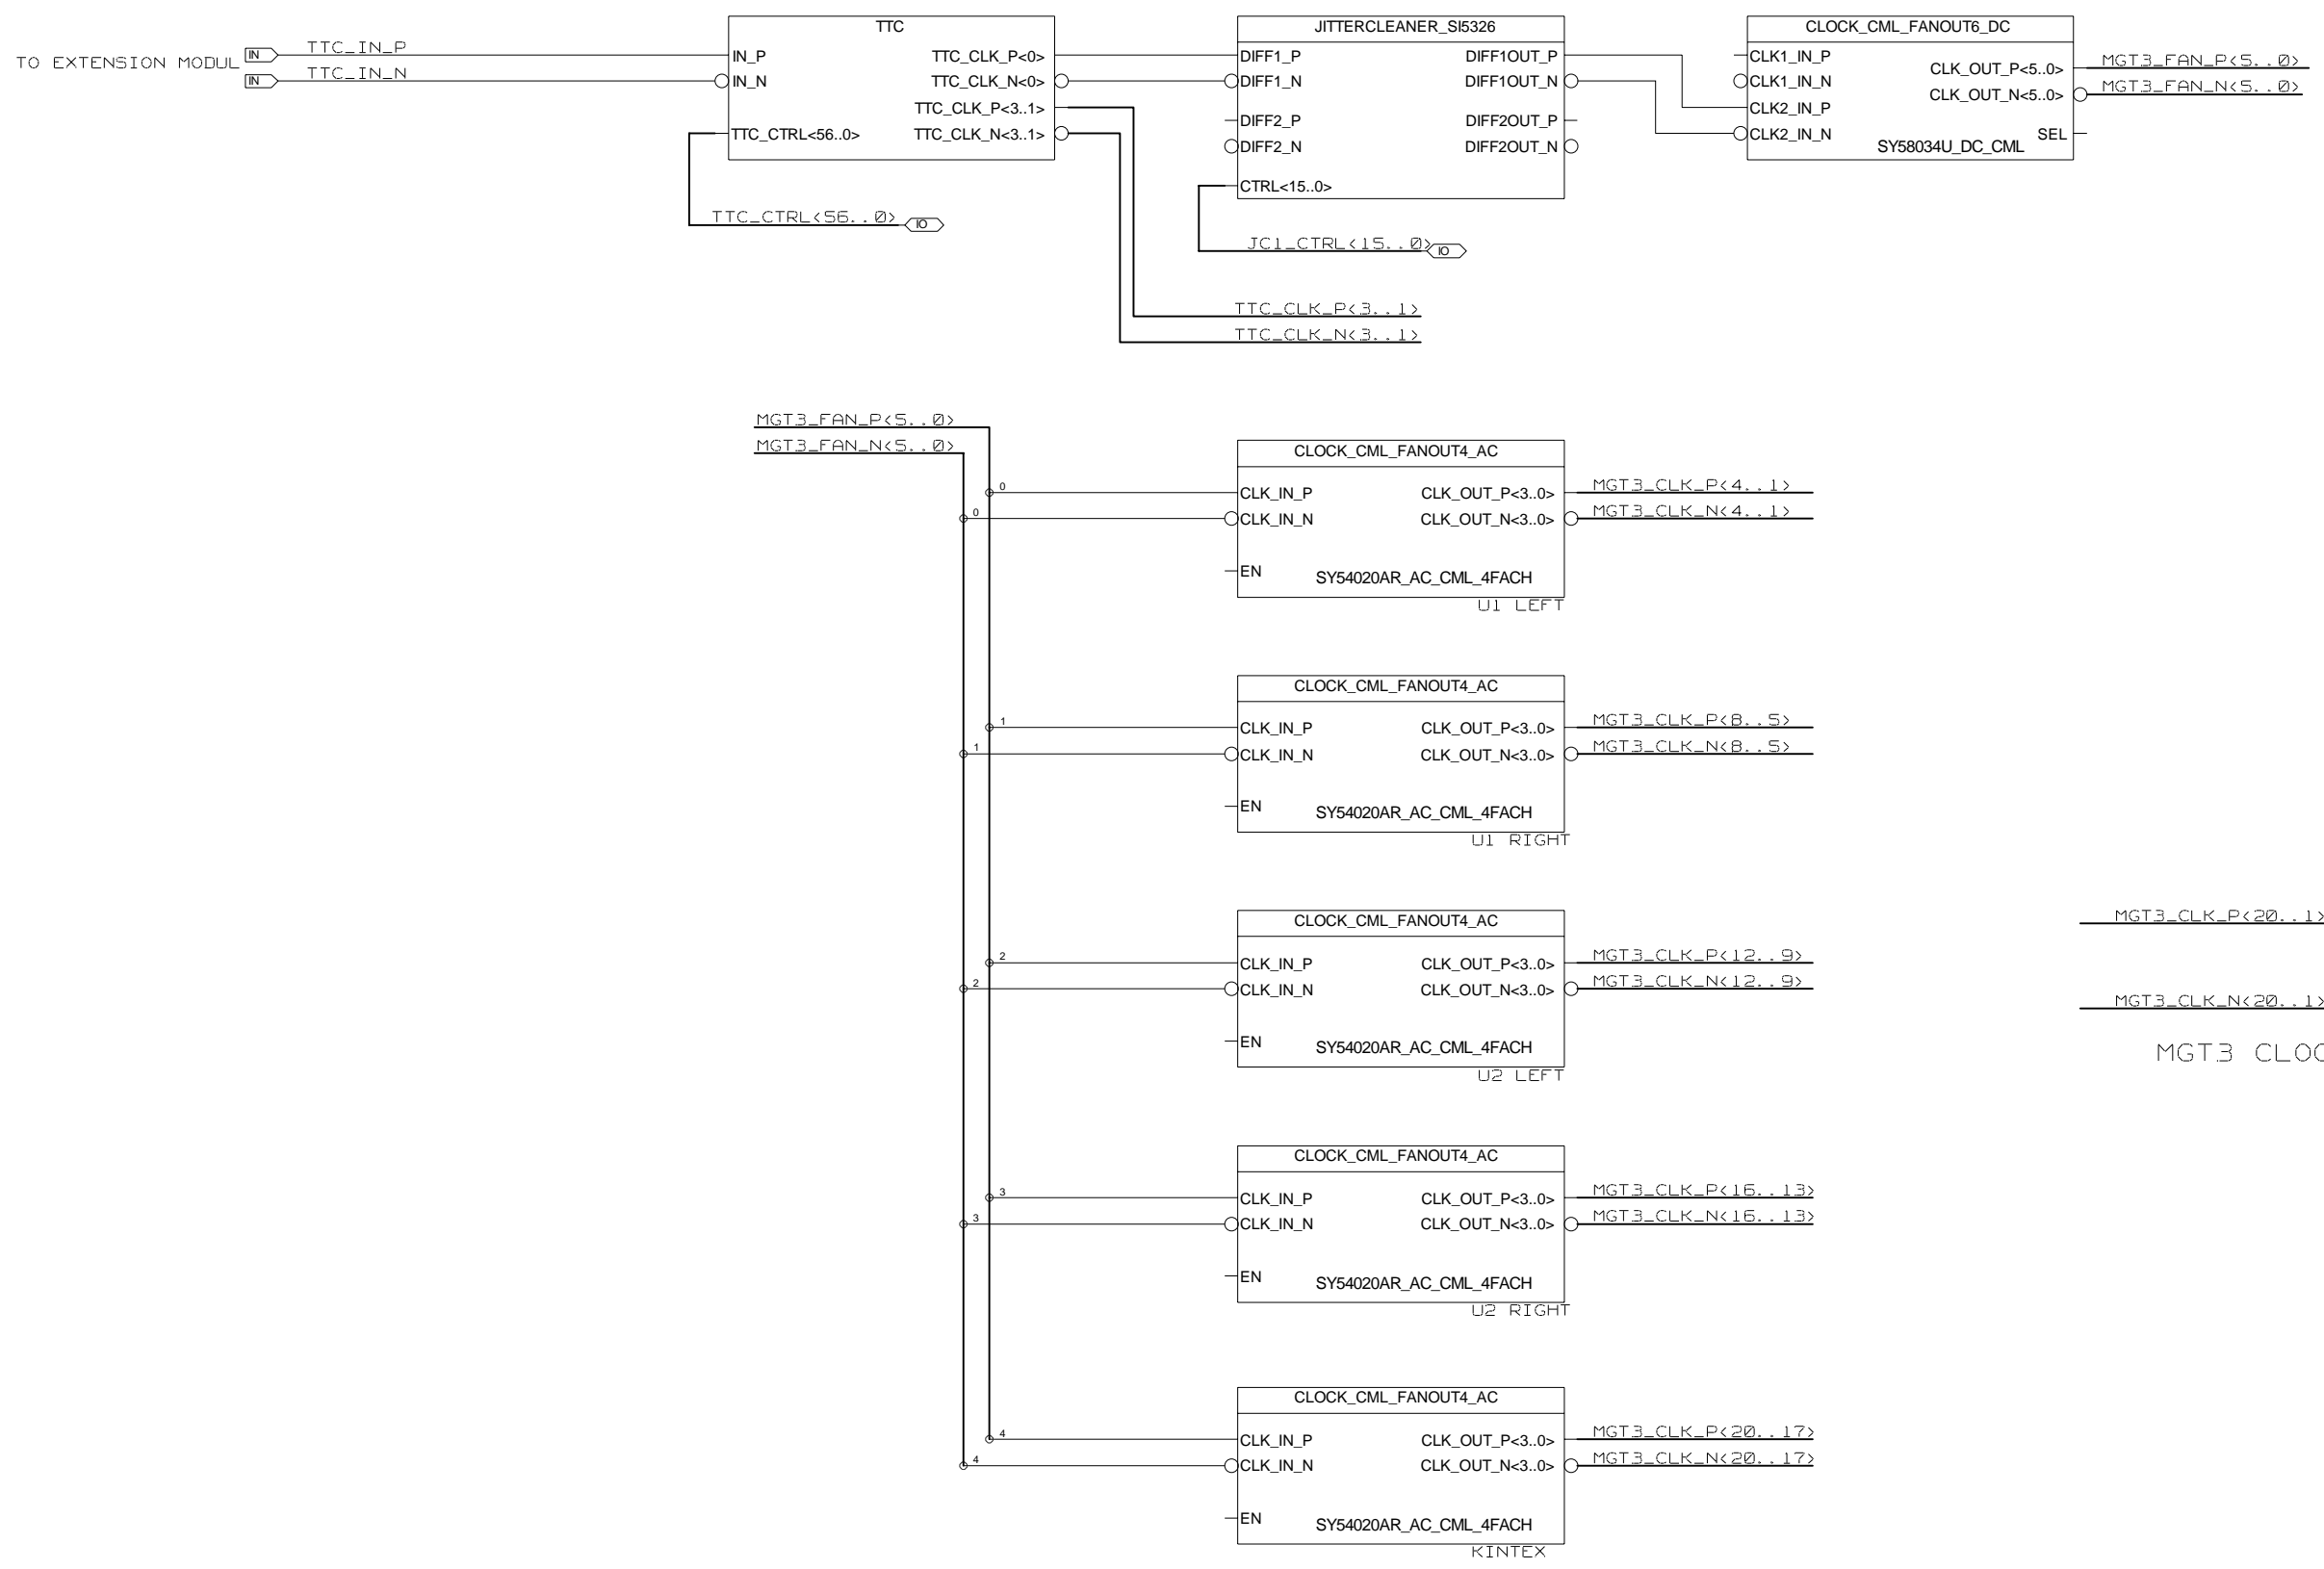 TTC
JITTERCLEANER_SI5326
CLOCK_CML_FANOUT6_DC
TO EXTENSION MODUL
IN
TTC_IN_P
IN
TTC_IN_N
IN_P
IN_N
TTC_CTRL<56..0>
TTC_CLK_P<0>
TTC_CLK_N<0>
TTC_CLK_P<3..1>
TTC_CLK_N<3..1>
DIFF1_P
DIFF1_N
DIFF2_P
DIFF2_N
CTRL<15..0>
DIFF1OUT_P
DIFF1OUT_N
DIFF2OUT_P
DIFF2OUT_N
CLK1_IN_P
CLK1_IN_N
CLK2_IN_P
CLK2_IN_N
CLK_OUT_P<5..0>
CLK_OUT_N<5..0>
SEL
SY58034U_DC_CML
MGT3_FAN_P<5..0>
MGT3_FAN_N<5..0>
TTC_CTRL<56..0>
IO
JC1_CTRL<15..0>
IO
TTC_CLK_P<3..1>
TTC_CLK_N<3..1>
MGT3_FAN_P<5..0>
MGT3_FAN_N<5..0>
CLOCK_CML_FANOUT4_AC
0
CLK_IN_P
CLK_OUT_P<3..0>
MGT3_CLK_P<4..1>
0
CLK_IN_N
CLK_OUT_N<3..0>
MGT3_CLK_N<4..1>
EN
SY54020AR_AC_CML_4FACH
U1 LEFT
CLOCK_CML_FANOUT4_AC
1
CLK_IN_P
CLK_OUT_P<3..0>
MGT3_CLK_P<8..5>
1
CLK_IN_N
CLK_OUT_N<3..0>
MGT3_CLK_N<8..5>
EN
SY54020AR_AC_CML_4FACH
U1 RIGHT
CLOCK_CML_FANOUT4_AC
2
CLK_IN_P
CLK_OUT_P<3..0>
MGT3_CLK_P<12..9>
2
CLK_IN_N
CLK_OUT_N<3..0>
MGT3_CLK_N<12..9>
EN
SY54020AR_AC_CML_4FACH
U2 LEFT
MGT3_CLK_P<20..1>
MGT3_CLK_N<20..1>
MGT3 CLOC
CLOCK_CML_FANOUT4_AC
3
CLK_IN_P
CLK_OUT_P<3..0>
MGT3_CLK_P<16..13>
3
CLK_IN_N
CLK_OUT_N<3..0>
MGT3_CLK_N<16..13>
EN
SY54020AR_AC_CML_4FACH
U2 RIGHT
CLOCK_CML_FANOUT4_AC
4
CLK_IN_P
CLK_OUT_P<3..0>
MGT3_CLK_P<20..17>
4
CLK_IN_N
CLK_OUT_N<3..0>
MGT3_CLK_N<20..17>
EN
SY54020AR_AC_CML_4FACH
KINTEX